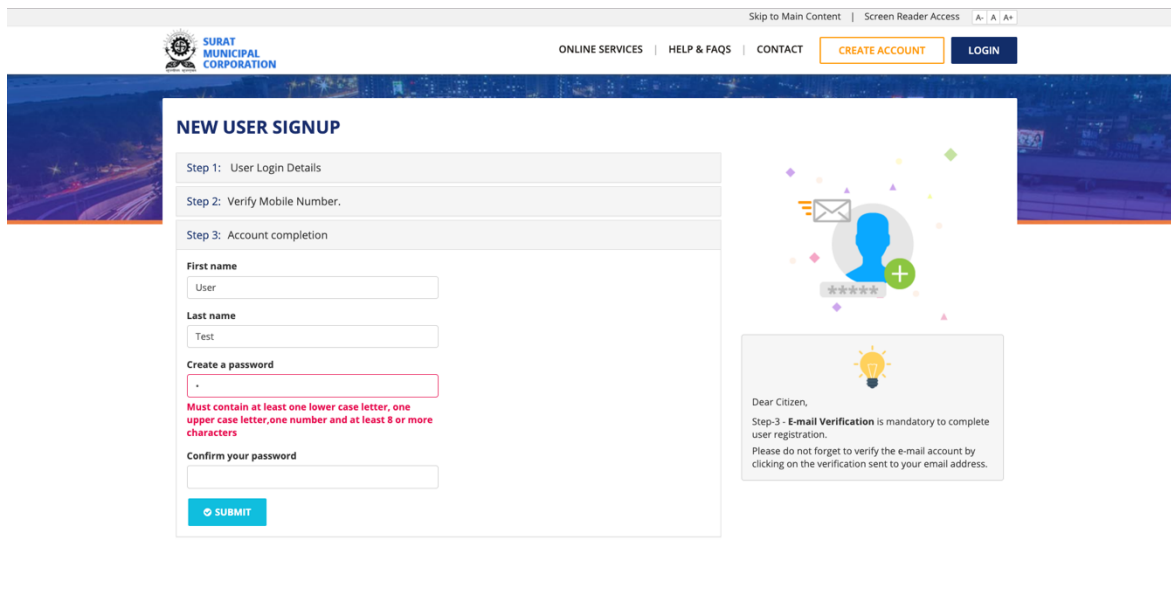 Skip to Main Content | Screen Reader Access A- A A+
SURAT
MUNICIPAL
CORPORATION
ONLINE SERVICES | HELP & FAQS | CONTACT CREATE ACCOUNT LOGIN
NEW USER SIGNUP
Step 1: User Login Details
Step 2: Verify Mobile Number.
Step 3: Account completion
First name
User
Last name
Test
Create a password
Must contain at least one lower case letter, one
upper case letter,one number and at least 8 or more
characters
Confirm your password
SUBMIT
*****
Dear Citizen,
Step-3 - E-mail Verification is mandatory to complete
user registration.
Please do not forget to verify the e-mail account by
clicking on the verification sent to your email address.